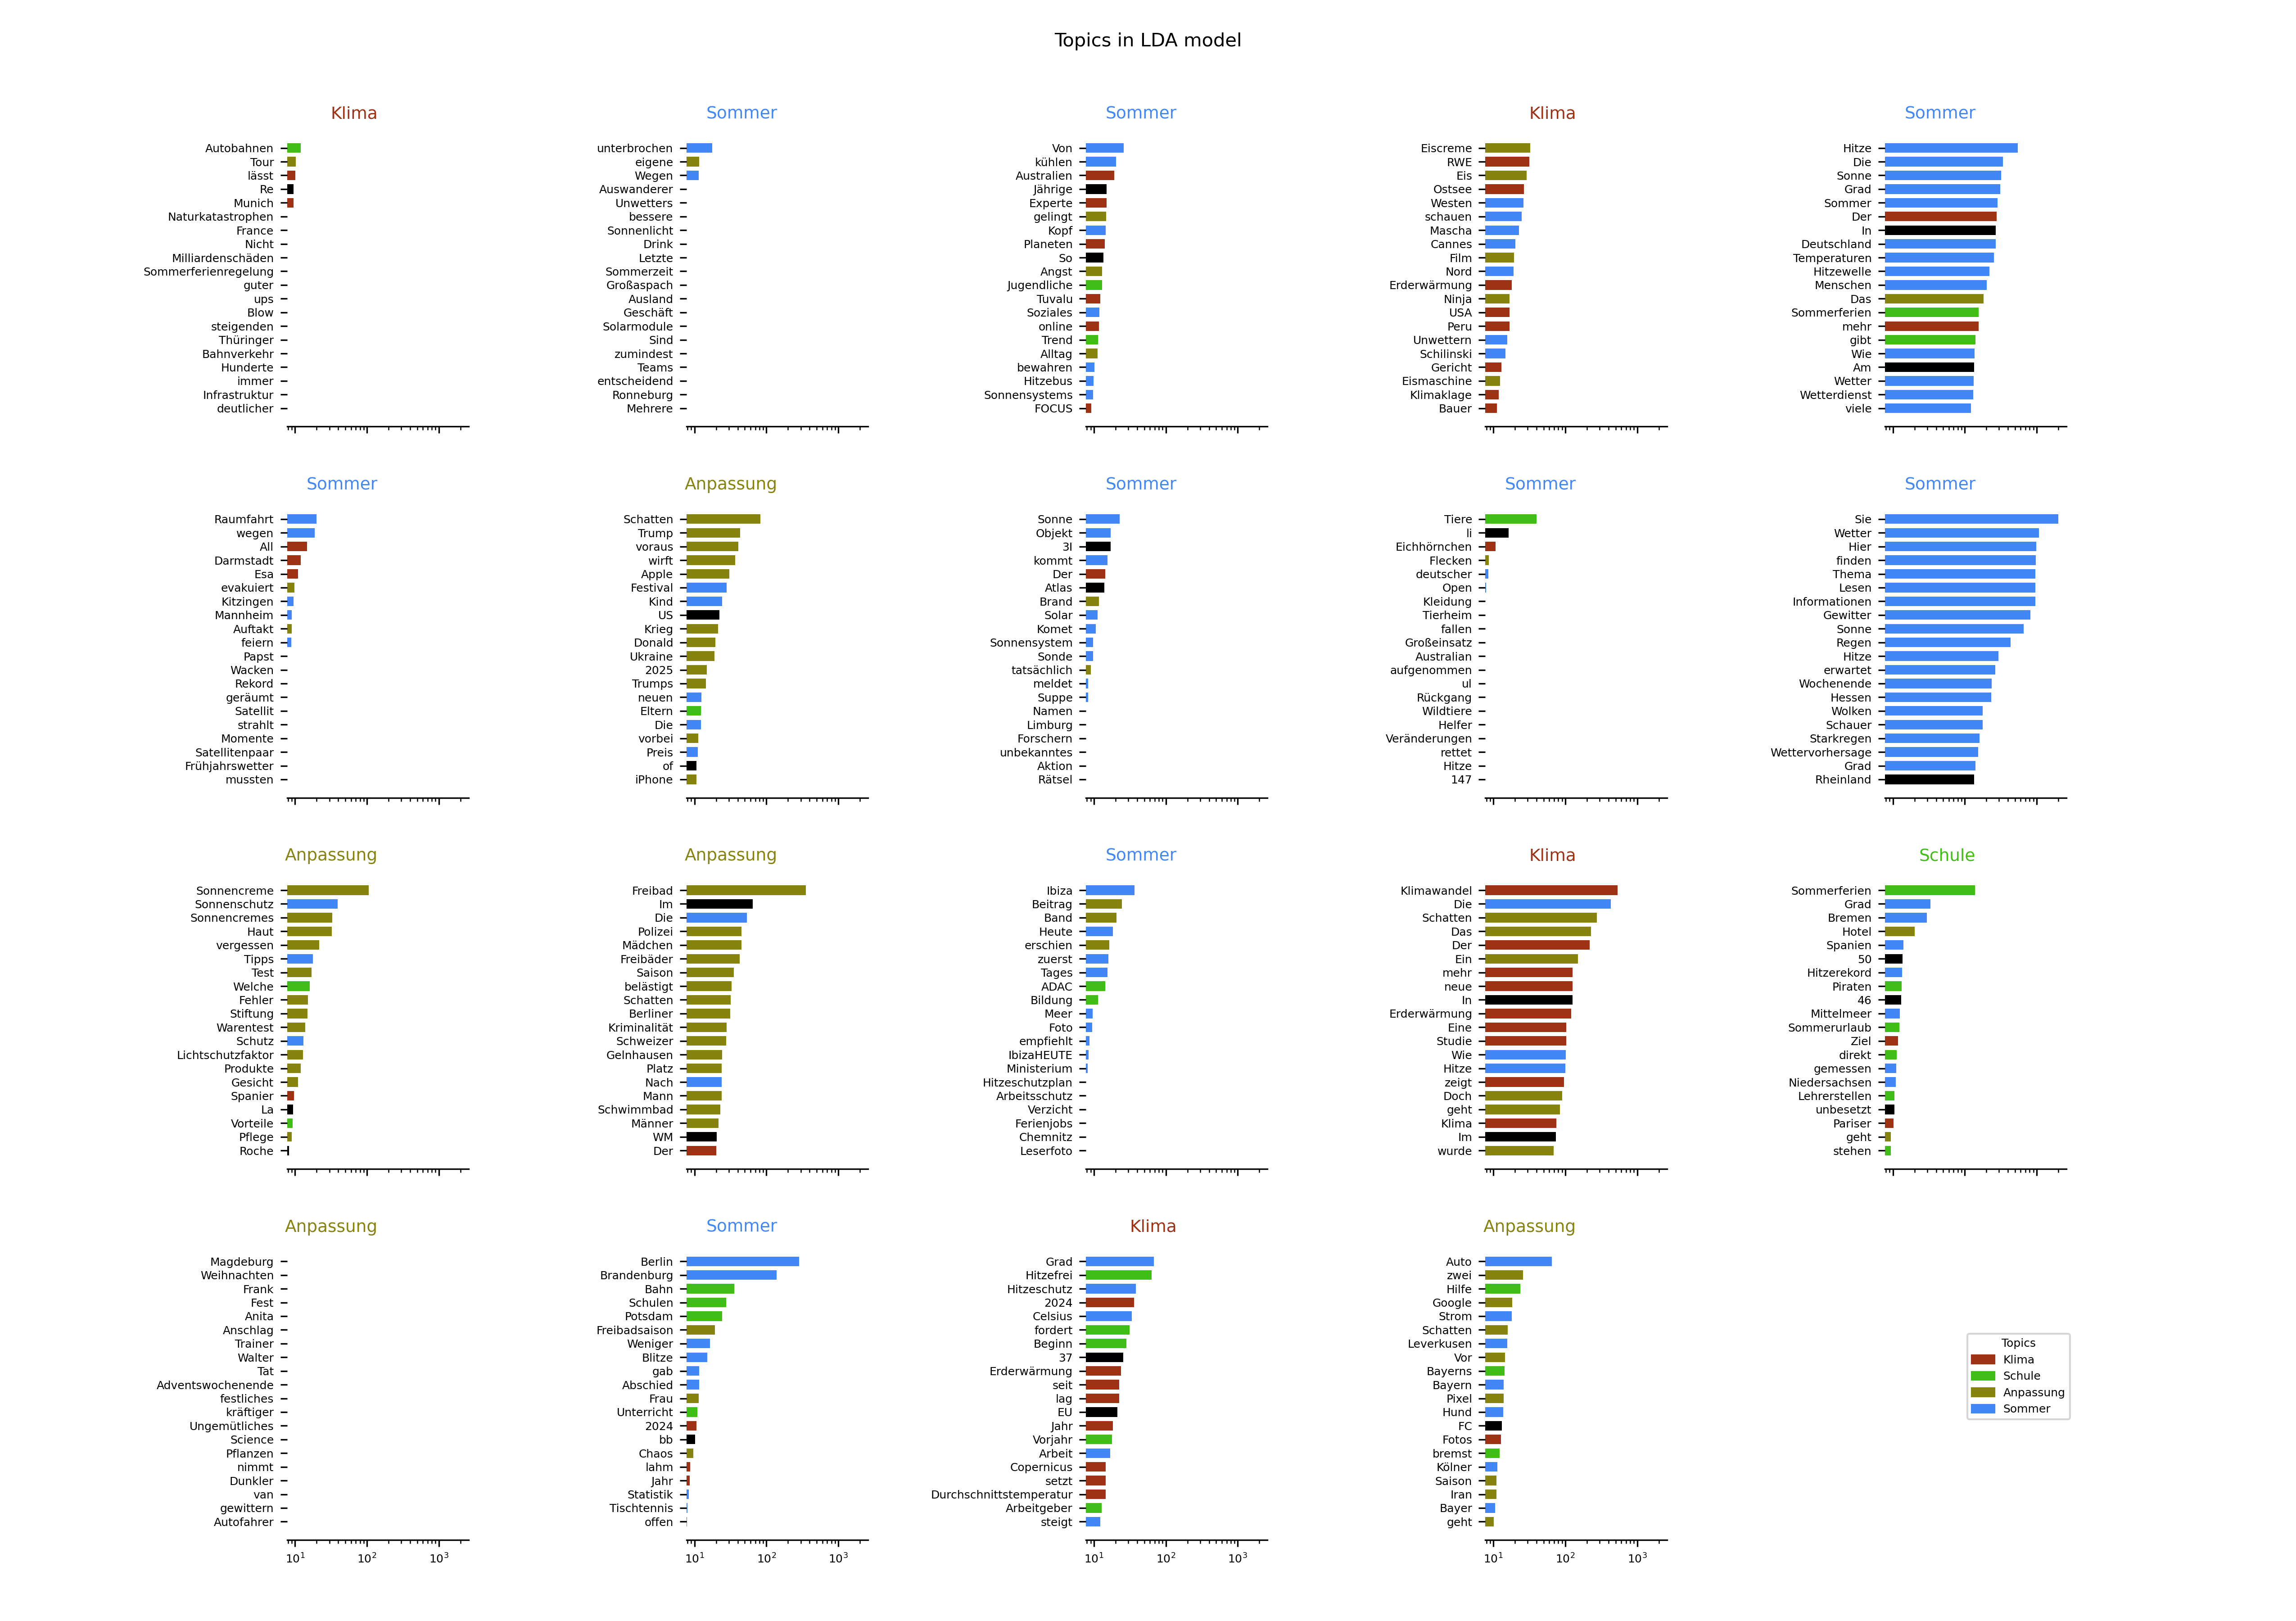 Topics in LDA model
Klima
Autobahnen
Tour
lässt
Re
Munich
Naturkatastrophen
France
Nicht
Milliardenschäden
Sommerferienregelung
guter
ups
Blow
steigenden
Thüringer
Bahnverkehr
Hunderte
immer
Infrastruktur
deutlicher
Sommer
unterbrochen
eigene
Wegen
Auswanderer
Unwetters
bessere
Sonnenlicht
Drink
Letzte
Sommerzeit
Großaspach
Ausland
Geschäft
Solarmodule
Sind
zumindest
Teams
entscheidend
Ronneburg
Mehrere
Sommer
Von
kühlen
Australien
Jährige
Experte
gelingt
Kopf
Planeten
So
Angst
Jugendliche
Tuvalu
Soziales
online
Trend
Alltag
bewahren
Hitzebus
Sonnensystems
FOCUS
Klima
Eiscreme
RWE
Eis
Ostsee
Westen
schauen
Mascha
Cannes
Film
Nord
Erderwärmung
Ninja
USA
Peru
Unwettern
Schilinski
Gericht
Eismaschine
Klimaklage
Bauer
Sommer
Hitze
Die
Sonne
Grad
Sommer
Der
In
Deutschland
Temperaturen
Hitzewelle
Menschen
Das
Sommerferien
mehr
gibt
Wie
Am
Wetter
Wetterdienst
viele
Sommer
Raumfahrt
wegen
All
Darmstadt
Esa
evakuiert
Kitzingen
Mannheim
Auftakt
feiern
Papst
Wacken
Rekord
geräumt
Satellit
strahlt
Momente
Satellitenpaar
Frühjahrswetter
mussten
Anpassung
Schatten
Trump
voraus
wirft
Apple
Festival
Kind
US
Krieg
Donald
Ukraine
2025
Trumps
neuen
Eltern
Die
vorbei
Preis
of
iPhone
Sommer
Sonne
Objekt
3I
kommt
Der
Atlas
Brand
Solar
Komet
Sonnensystem
Sonde
tatsächlich
meldet
Suppe
Namen
Limburg
Forschern
unbekanntes
Aktion
Rätsel
Sommer
Tiere
li
Eichhörnchen
Flecken
deutscher
Open
Kleidung
Tierheim
fallen
Großeinsatz
Australian
aufgenommen
ul
Rückgang
Wildtiere
Helfer
Veränderungen
rettet
Hitze
147
Sommer
Sie
Wetter
Hier
finden
Thema
Lesen
Informationen
Gewitter
Sonne
Regen
Hitze
erwartet
Wochenende
Hessen
Wolken
Schauer
Starkregen
Wettervorhersage
Grad
Rheinland
Anpassung
Sonnencreme
Sonnenschutz
Sonnencremes
Haut
vergessen
Tipps
Test
Welche
Fehler
Stiftung
Warentest
Schutz
Lichtschutzfaktor
Produkte
Gesicht
Spanier
La
Vorteile
Pflege
Roche
Anpassung
Freibad
Im
Die
Polizei
Mädchen
Freibäder
Saison
belästigt
Schatten
Berliner
Kriminalität
Schweizer
Gelnhausen
Platz
Nach
Mann
Schwimmbad
Männer
WM
Der
Sommer
Ibiza
Beitrag
Band
Heute
erschien
zuerst
Tages
ADAC
Bildung
Meer
Foto
empfiehlt
IbizaHEUTE
Ministerium
Hitzeschutzplan
Arbeitsschutz
Verzicht
Ferienjobs
Chemnitz
Leserfoto
Klima
Klimawandel
Die
Schatten
Das
Der
Ein
mehr
neue
In
Erderwärmung
Eine
Studie
Wie
Hitze
zeigt
Doch
geht
Klima
Im
wurde
Schule
Sommerferien
Grad
Bremen
Hotel
Spanien
50
Hitzerekord
Piraten
46
Mittelmeer
Sommerurlaub
Ziel
direkt
gemessen
Niedersachsen
Lehrerstellen
unbesetzt
Pariser
geht
stehen
Anpassung
Magdeburg
Weihnachten
Frank
Fest
Anita
Anschlag
Trainer
Walter
Tat
Adventswochenende
festliches
kräftiger
Ungemütliches
Science
Pflanzen
nimmt
Dunkler
van
gewittern
Autofahrer
10¹ 10² 10³
Sommer
Berlin
Brandenburg
Bahn
Schulen
Potsdam
Freibadsaison
Weniger
Blitze
gab
Abschied
Frau
Unterricht
2024
bb
Chaos
lahm
Jahr
Statistik
Tischtennis
offen
10¹ 10² 10³
Klima
Grad
Hitzefrei
Hitzeschutz
2024
Celsius
fordert
Beginn
37
Erderwärmung
seit
lag
EU
Jahr
Vorjahr
Arbeit
Copernicus
setzt
Durchschnittstemperatur
Arbeitgeber
steigt
10¹ 10² 10³
Anpassung
Auto
zwei
Hilfe
Google
Strom
Schatten
Leverkusen
Vor
Bayerns
Bayern
Pixel
Hund
FC
Fotos
bremst
Kölner
Saison
Iran
Bayer
geht
10¹ 10² 10³
Topics
Klima
Schule
Anpassung
Sommer